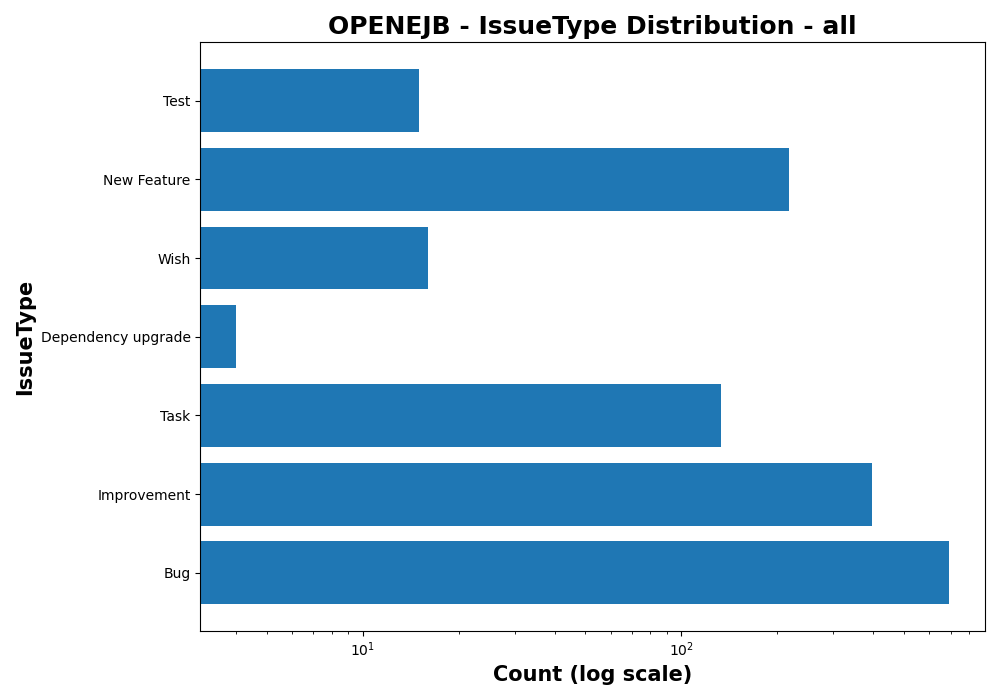 OPENEJB - IssueType Distribution - all
Test
New Feature
Wish
Dependency upgrade
Task
Improvement
Bug
IssueType
10¹
10²
Count (log scale)